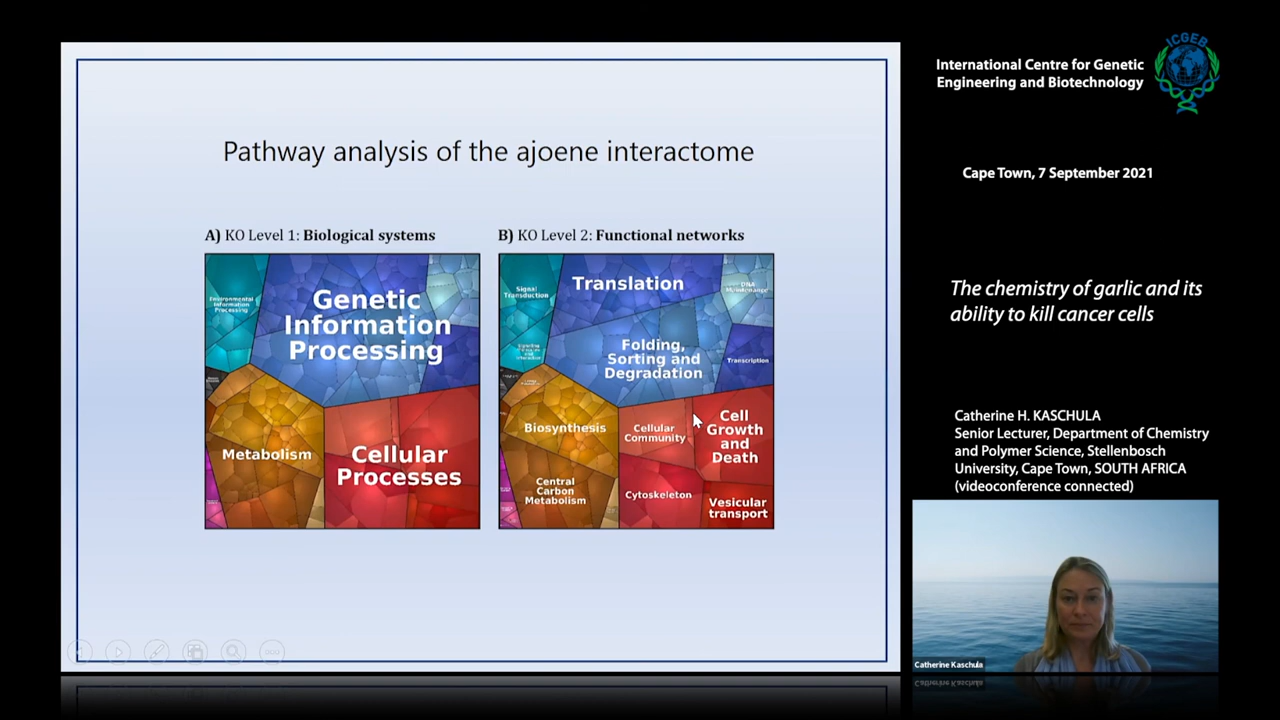 Pathway analysis of the ajoene interactome
A) KO Level 1: Biological systems
Environmental
Information
Processing
Genetic
Information
Processing
Metabolism
Cellular
Processes
B) KO Level 2: Functional networks
Signal
Transduction
Translation
DNA
Maintenance
Folding,
Sorting and
Degradation
Transcription
Biosynthesis
Cellular
Community
Cell
Growth
and
Death
Central
Carbon
Metabolism
Cytoskeleton
Vesicular
transport
ICGEB
International Centre for Genetic
Engineering and Biotechnology
Cape Town, 7 September 2021
The chemistry of garlic and its
ability to kill cancer cells
Catherine H. KASCHULA
Senior Lecturer, Department of Chemistry
and Polymer Science, Stellenbosch
University, Cape Town, SOUTH AFRICA
(videoconference connected)
Catherine Kaschula